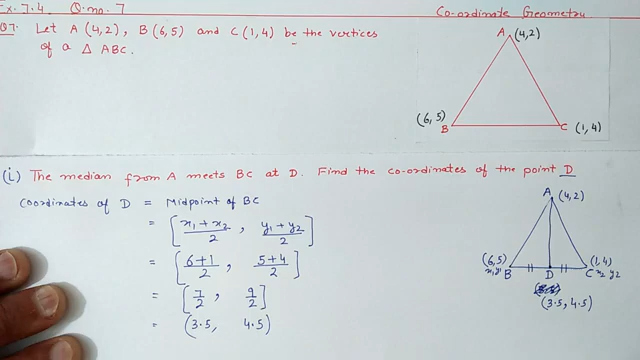 Ex. 7.4 Q. no. 7
Co-ordinate Geometry
Q7. Let A (4,2), B (6,5) and C (1,4) be the vertices
of a Δ ABC.
A (4,2)
(6,5)
B
C (1,4)
(i) The median from A meets BC at D. Find the co-ordinates of the point D
Coordinates of D = Midpoint of BC
= [x₁+x₂/2 , y₁+y₂/2]
= [6+1/2 , 5+4/2]
= [7/2 , 9/2]
= (3.5, 4.5)
A (4,2)
(6,5) (1,4)
x₁y₁ B D C x₂ y₂
(3.5, 4.5)